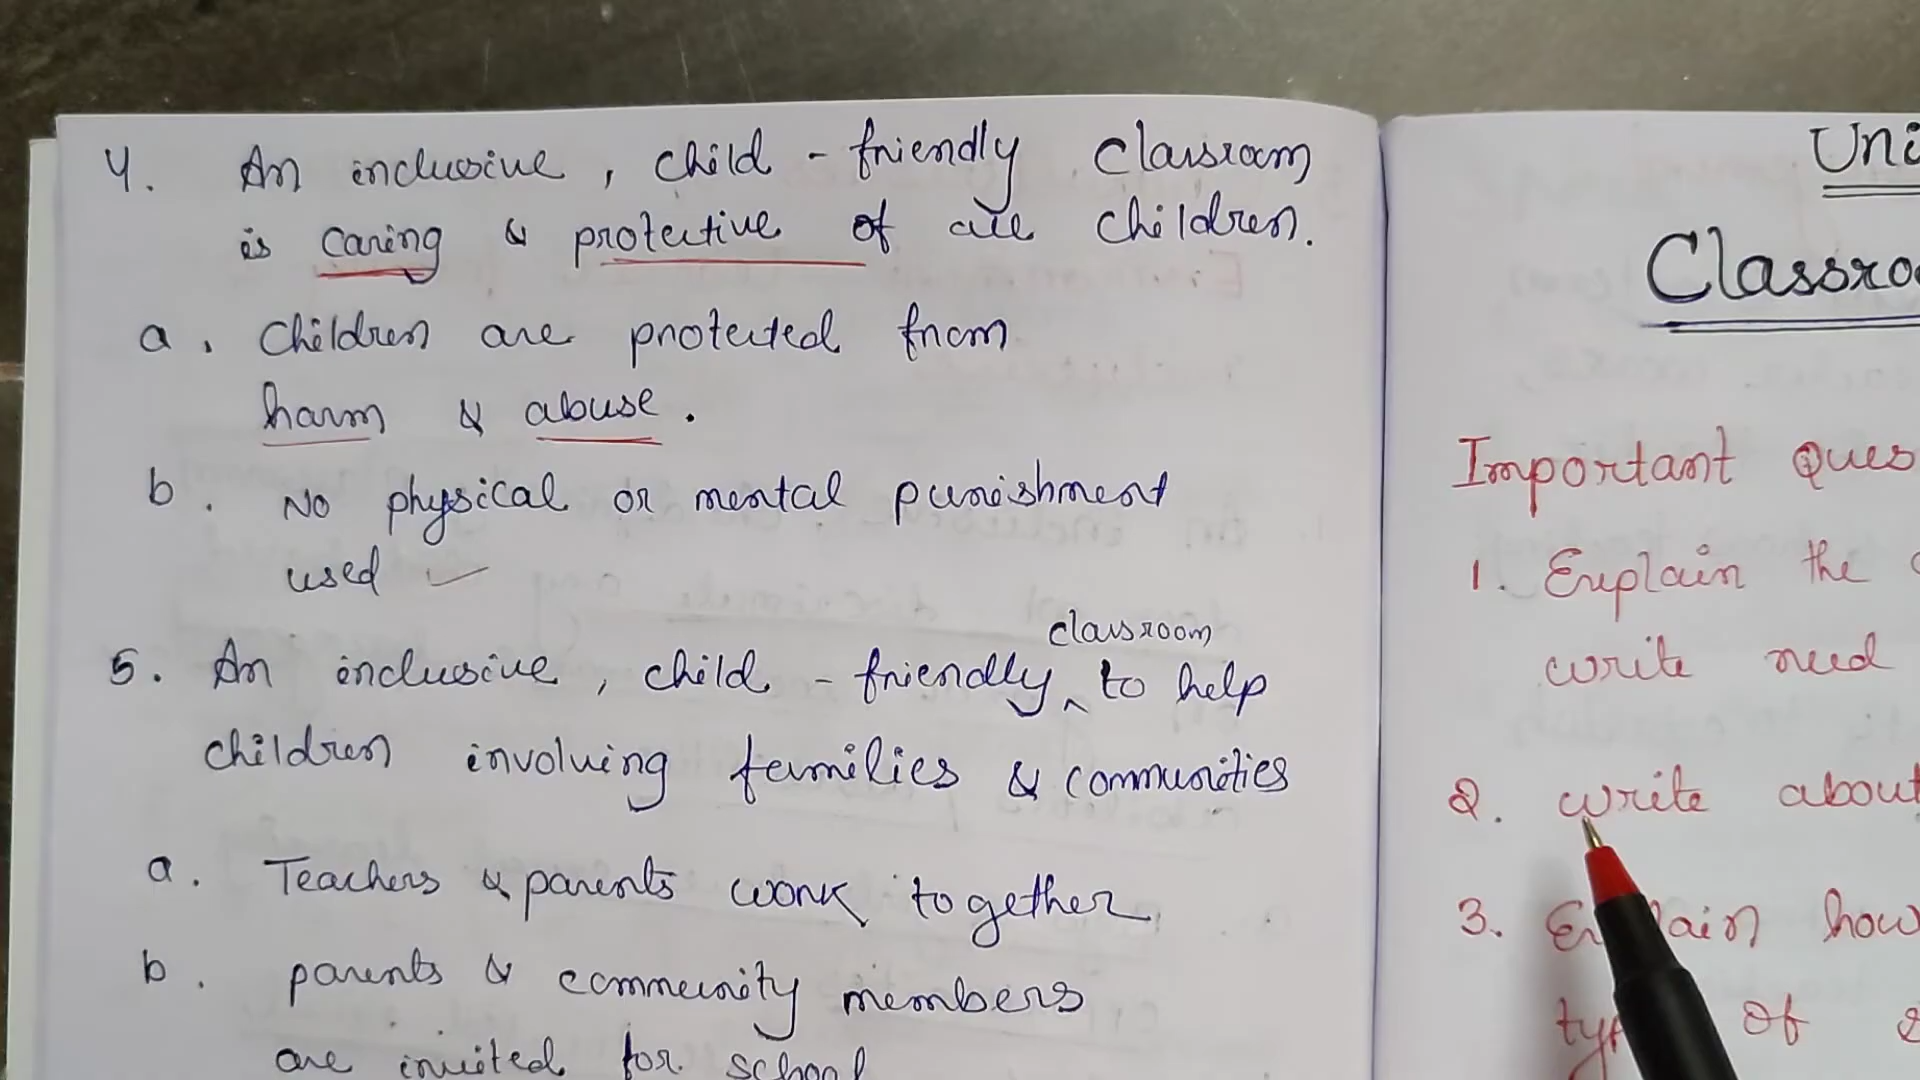 4. An inclusive, child-friendly classroom
is caring & protective of all children.
a. Children are protected from
harm & abuse.
b. No physical or mental punishment
used
classroom
5. An inclusive, child-friendly ^ to help
children involving families & communities
a. Teachers & parents work together
b. parents & community members
are invited for school
Uni
Classro
Important Ques
1. Explain the
write need
2. write about
3. Explain how
of